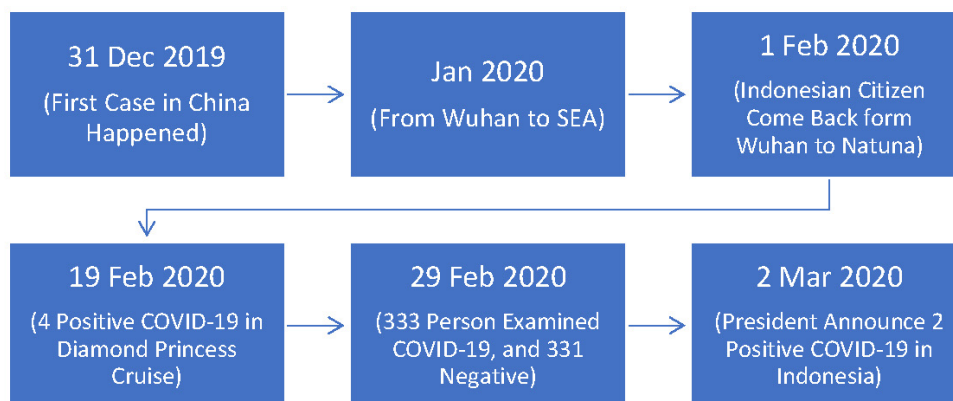 31 Dec 2019
(First Case in China
Happened)
Jan 2020
(From Wuhan to SEA)
1 Feb 2020
(Indonesian Citizen
Come Back form
Wuhan to Natuna)
19 Feb 2020
(4 Positive COVID-19 in
Diamond Princess
Cruise)
29 Feb 2020
(333 Person Examined
COVID-19, and 331
Negative)
2 Mar 2020
(President Announce 2
Positive COVID-19 in
Indonesia)